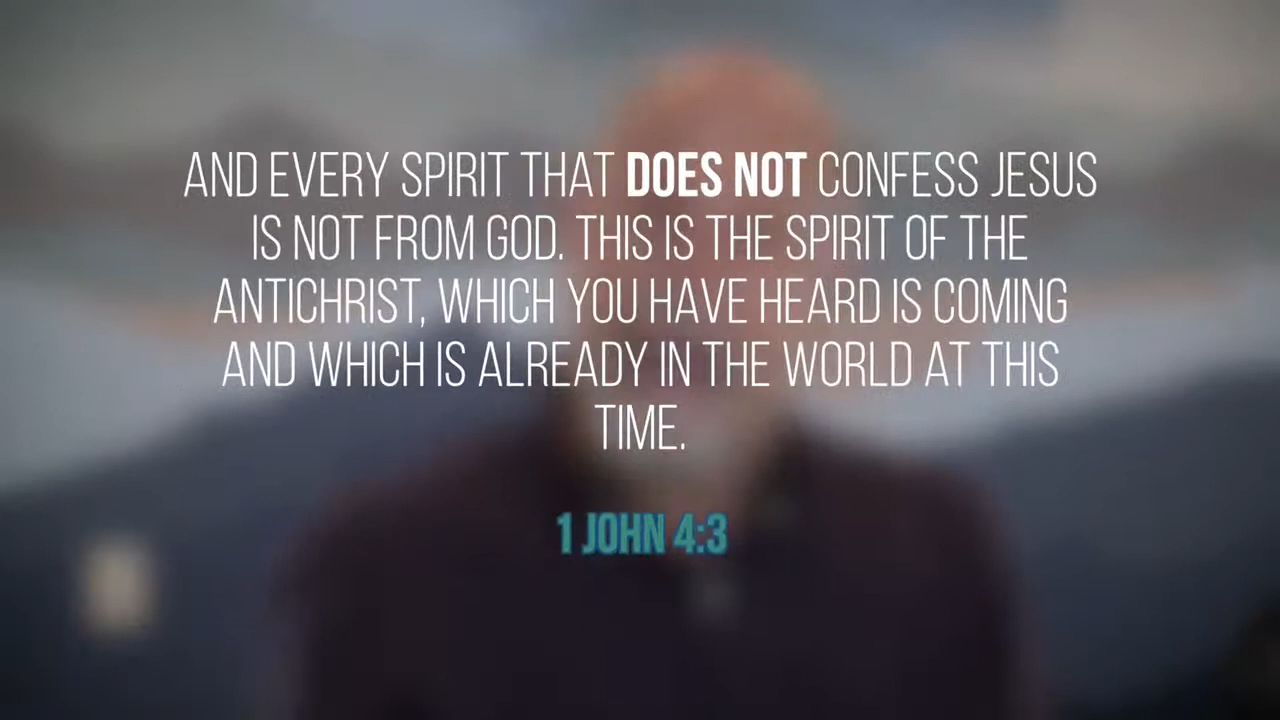 AND EVERY SPIRIT THAT DOES NOT CONFESS JESUS
IS NOT FROM GOD. THIS IS THE SPIRIT OF THE
ANTICHRIST, WHICH YOU HAVE HEARD IS COMING
AND WHICH IS ALREADY IN THE WORLD AT THIS
TIME.
1 JOHN 4:3